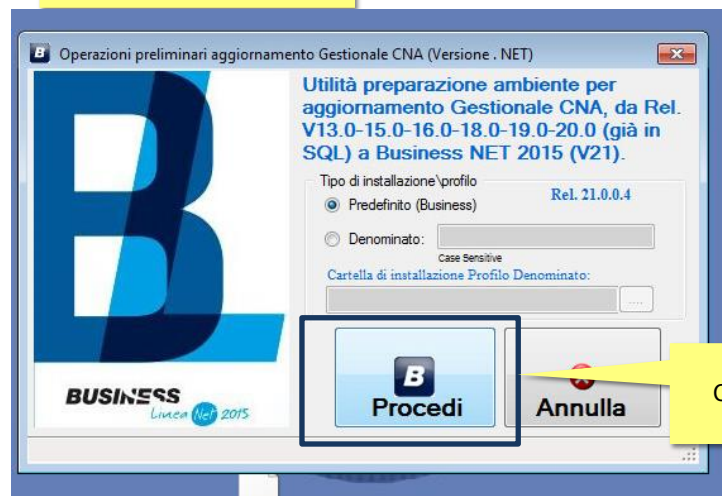 Operazioni preliminari aggiornamento Gestionale CNA (Versione . NET)
Utilità preparazione ambiente per
aggiornamento Gestionale CNA, da Rel.
V13.0-15.0-16.0-18.0-
19.0-20.0 (già in
SQL) a Business NET 2015 (V21).
Tipo di installazione\profilo
Predefinito (Business)
Rel. 21.0.0.4
Denominato:
Case Sensitive
Cartella di installazione Profilo Denominato:
....
BUSINESS
Linea Net 2015
B
Procedi
Annulla